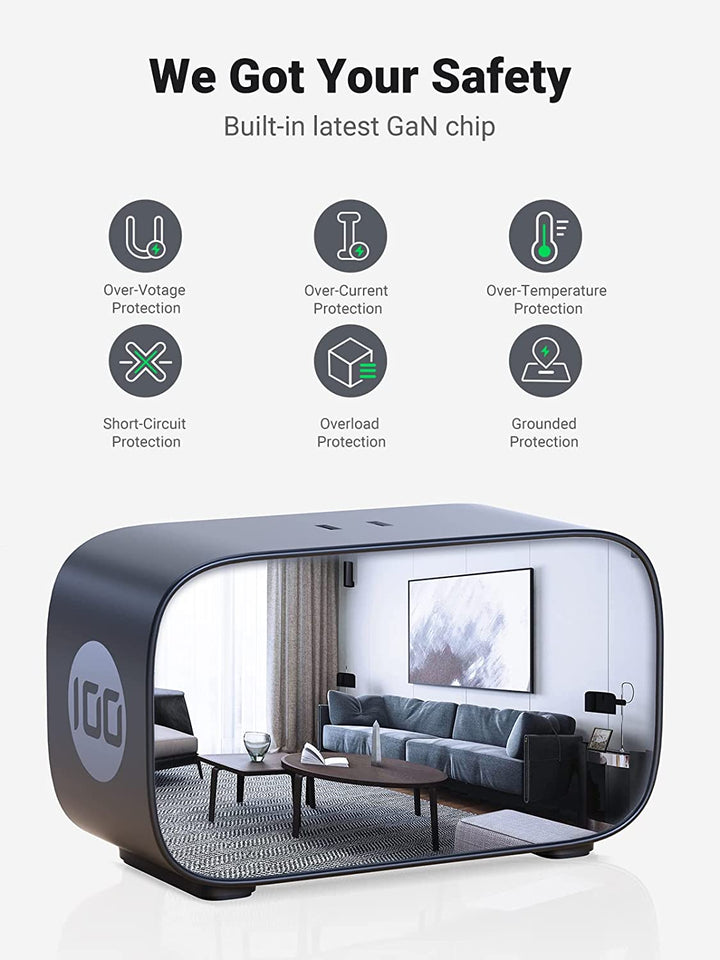 We Got Your Safety
Built-in latest GaN chip
Over-Votage
Protection
Over-Current
Protection
Over-Temperature
Protection
Short-Circuit
Protection
Overload
Protection
Grounded
Protection
100